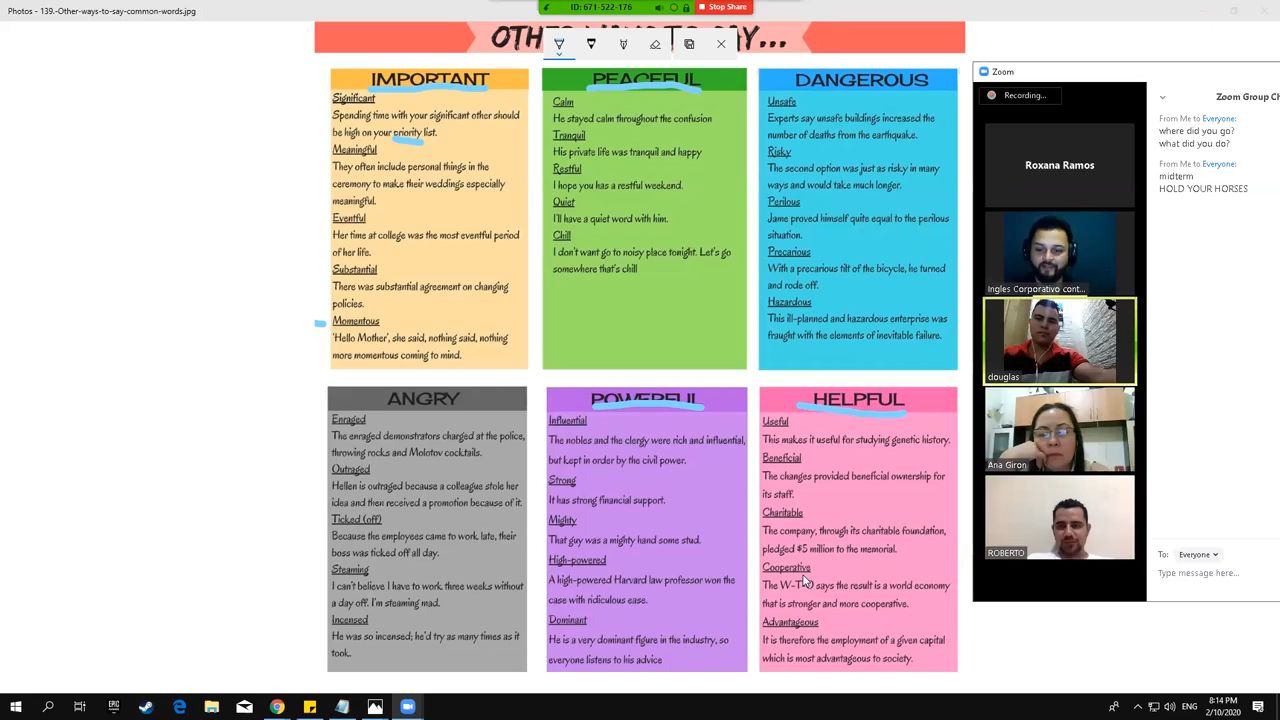 Photos - 139.-Other-ways-to-say-common-words.jpg
ID: 671-522-176
Stop Share
OTHER WAYS TO SAY...
IMPORTANT
Significant
Spending time with your significant other should
be high on your priority list.
Meaningful
They often include personal things in the
ceremony to make their weddings especially
meaningful.
Eventful
Her time at college was the most eventful period
of her life.
Substantial
There was substantial agreement on changing
policies.
Momentous
'Hello Mother', she said, nothing said, nothing
more momentous coming to mind.
PEACEFUL
Calm
He stayed calm throughout the confusion
Tranquil
His private life was tranquil and happy
Restful
I hope you has a restful weekend.
Quiet
I'll have a quiet word with him.
Chill
I don't want go to noisy place tonight. Let's go
somewhere that's chill
DANGEROUS
Unsafe
Experts say unsafe buildings increased the
number of deaths from the earthquake.
Risky
The second option was just as risky in many
ways and would take much longer.
Perilous
Jame proved himself quite equal to the perilous
situation.
Precarious
With a precarious tilt of the bicycle, he turned
and rode off.
Hazardous
This ill-planned and hazardous enterprise was
fraught with the elements of inevitable failure.
ANGRY
Enraged
The enraged demonstrators charged at the police,
throwing rocks and Molotov cocktails.
Outraged
Hellen is outraged because a colleague stole her
idea and then received a promotion because of it.
Ticked (off)
Because the employees came to work late, their
boss was ticked off all day.
Steaming
I can't believe I have to work three weeks without
a day off. I'm steaming mad.
Incensed
He was so incensed; he'd try as many times as it
took.
POWERFUL
Influential
The nobles and the clergy were rich and influential,
but kept in order by the civil power.
Strong
It has strong financial support.
Mighty
That guy was a mighty hand some stud.
High-powered
A high-powered Harvard law professor won the
case with ridiculous ease.
Dominant
He is a very dominant figure in the industry, so
everyone listens to his advice
HELPFUL
Useful
This makes it useful for studying genetic history.
Beneficial
The changes provided beneficial ownership for
its staff.
Charitable
The company, through its charitable foundation,
pledged $5 million to the memorial.
Cooperative
The says the result is a world economy
that is stronger and more cooperative.
Advantageous
It is therefore the employment of a given capital
which is most advantageous to society.
Zoom
Recording...
Roxana Ramos
Ingles Corporativo cont...
douglas
Ana Giron
ROBERTO
Zoom Group Ch
From Me to Everyone:
where did you go?
what did you do?
From Me to Everyone:
midterm
HOLD YOUR HORSES
To: Everyone
Type message here...
EPIC
ENG
8:14 PM
2/10/2020